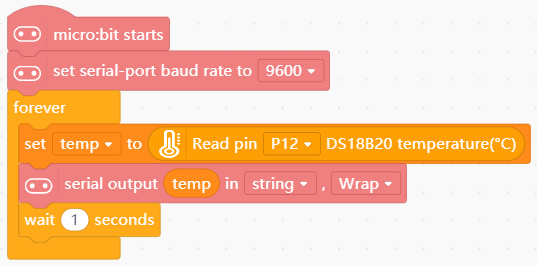 micro:bit starts
set serial-port baud rate to 9600
forever
set temp to Read pin P12 DS18B20 temperature(°C)
serial output temp in string , Wrap
wait 1 seconds